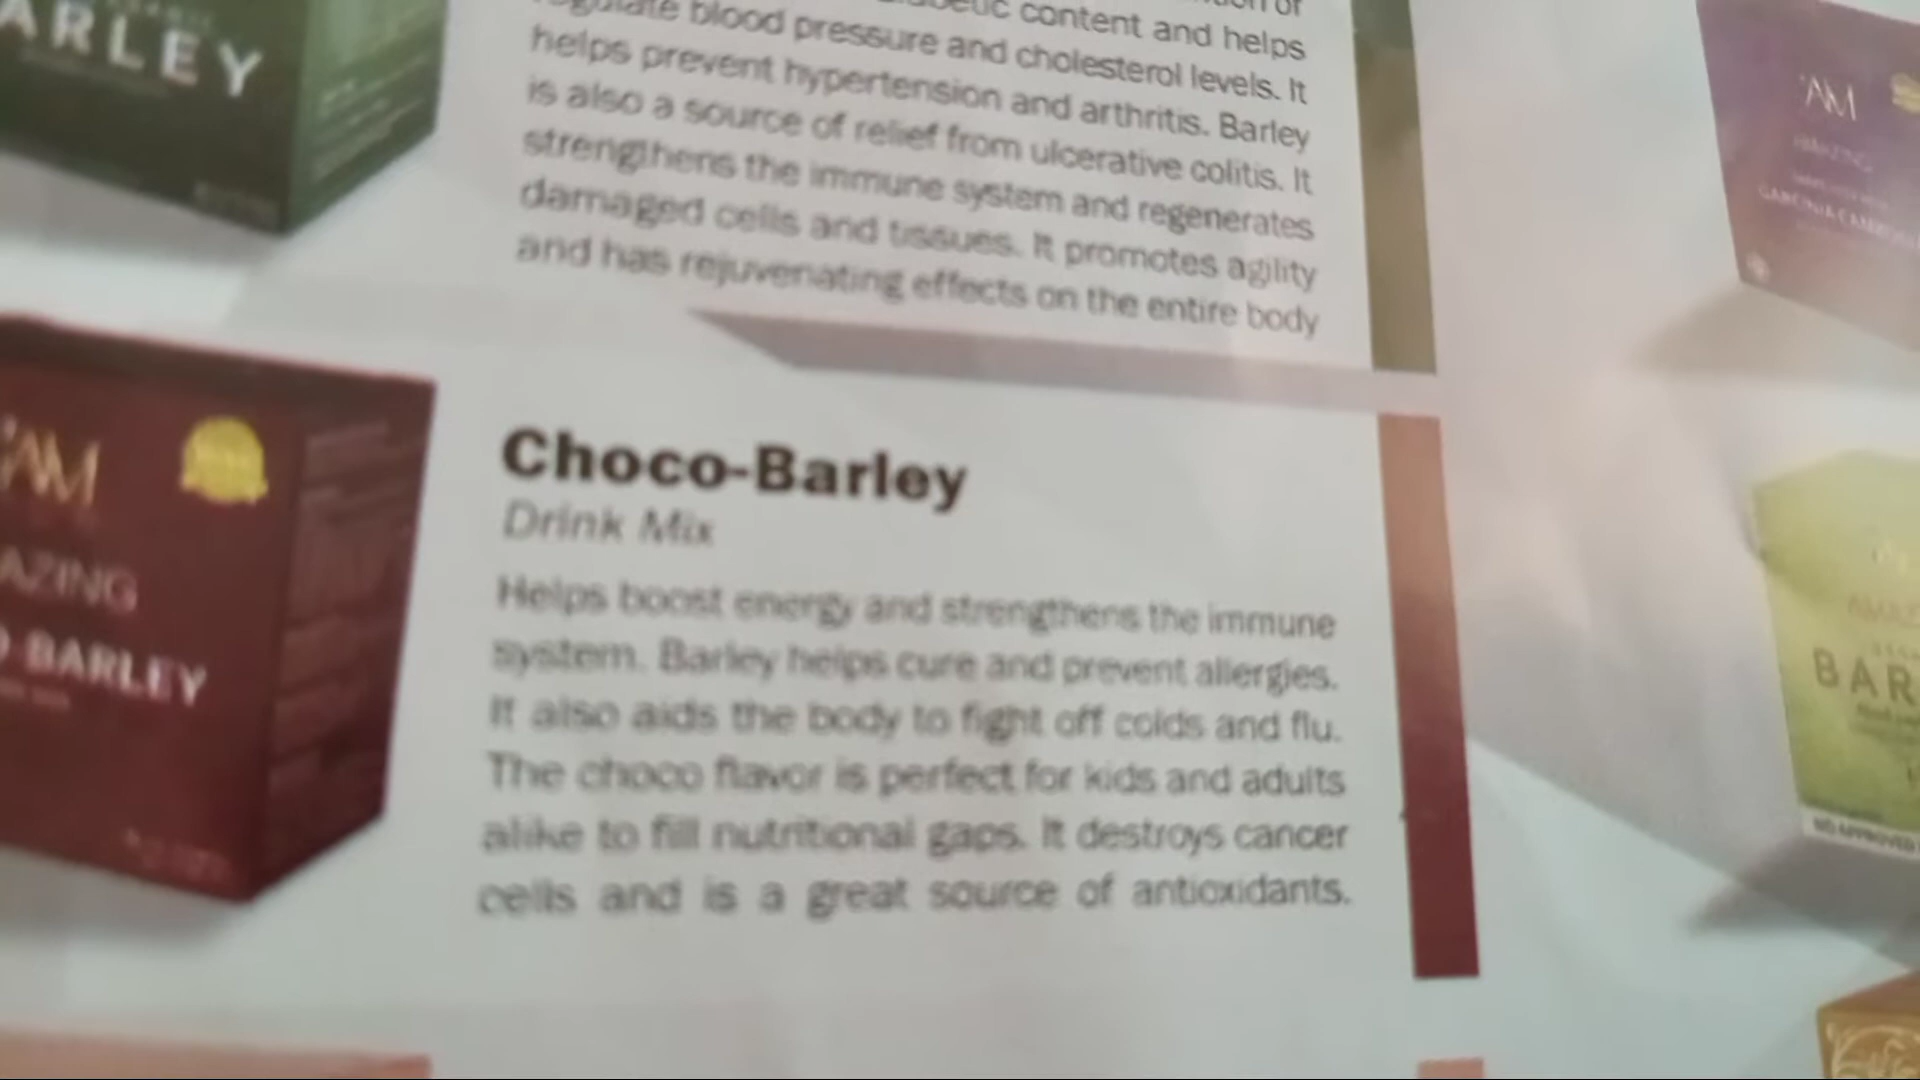 ARLEY
content and helps
regulate blood pressure and cholesterol levels. It
helps prevent hypertension and arthritis. Barley
is also a source of relief from ulcerative colitis. It
strengthens the immune system and regenerates
damaged cells and tissues. It promotes agility
and has rejuvenating effects on the entire body
Choco-Barley
Drink Mix
Helps boost energy and strengthens the immune
system. Barley helps cure and prevent allergies.
It also aids the body to fight off colds and flu.
The choco flavor is perfect for kids and adults
alike to fill nutritional gaps. It destroys cancer
cells and is a great source of antioxidants.
AM
AZING
O-BARLEY
AM
BAR
NO APPROVED